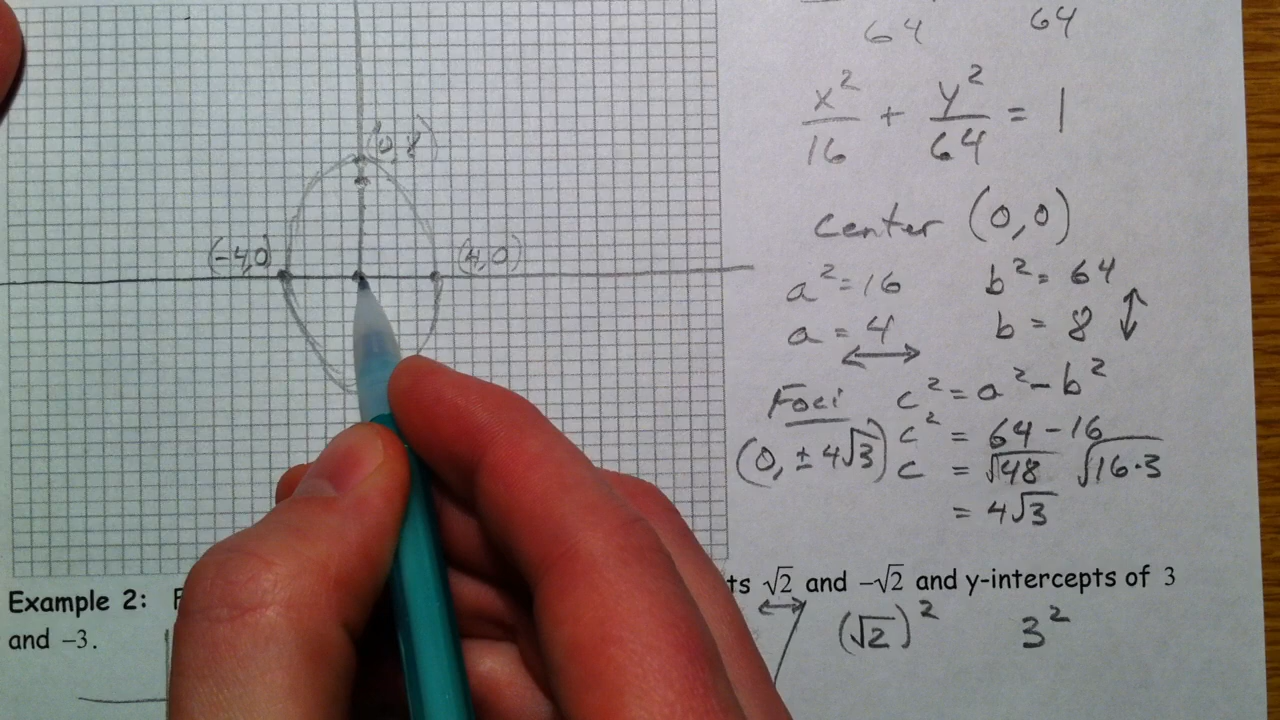 64 64
x²/16 + y²/64 = 1
(0, 8)
(-4,0) (4,0)
center (0,0)
a² = 16 b² = 64
a = 4 b = 8
Foci c² = a² - b²
(0, ± 4√3) c² = 64 - 16
c = √48 √16·3
= 4√3
Example 2: √2 and -√2 and y-intercepts of 3
and -3.
(√2)² 3²